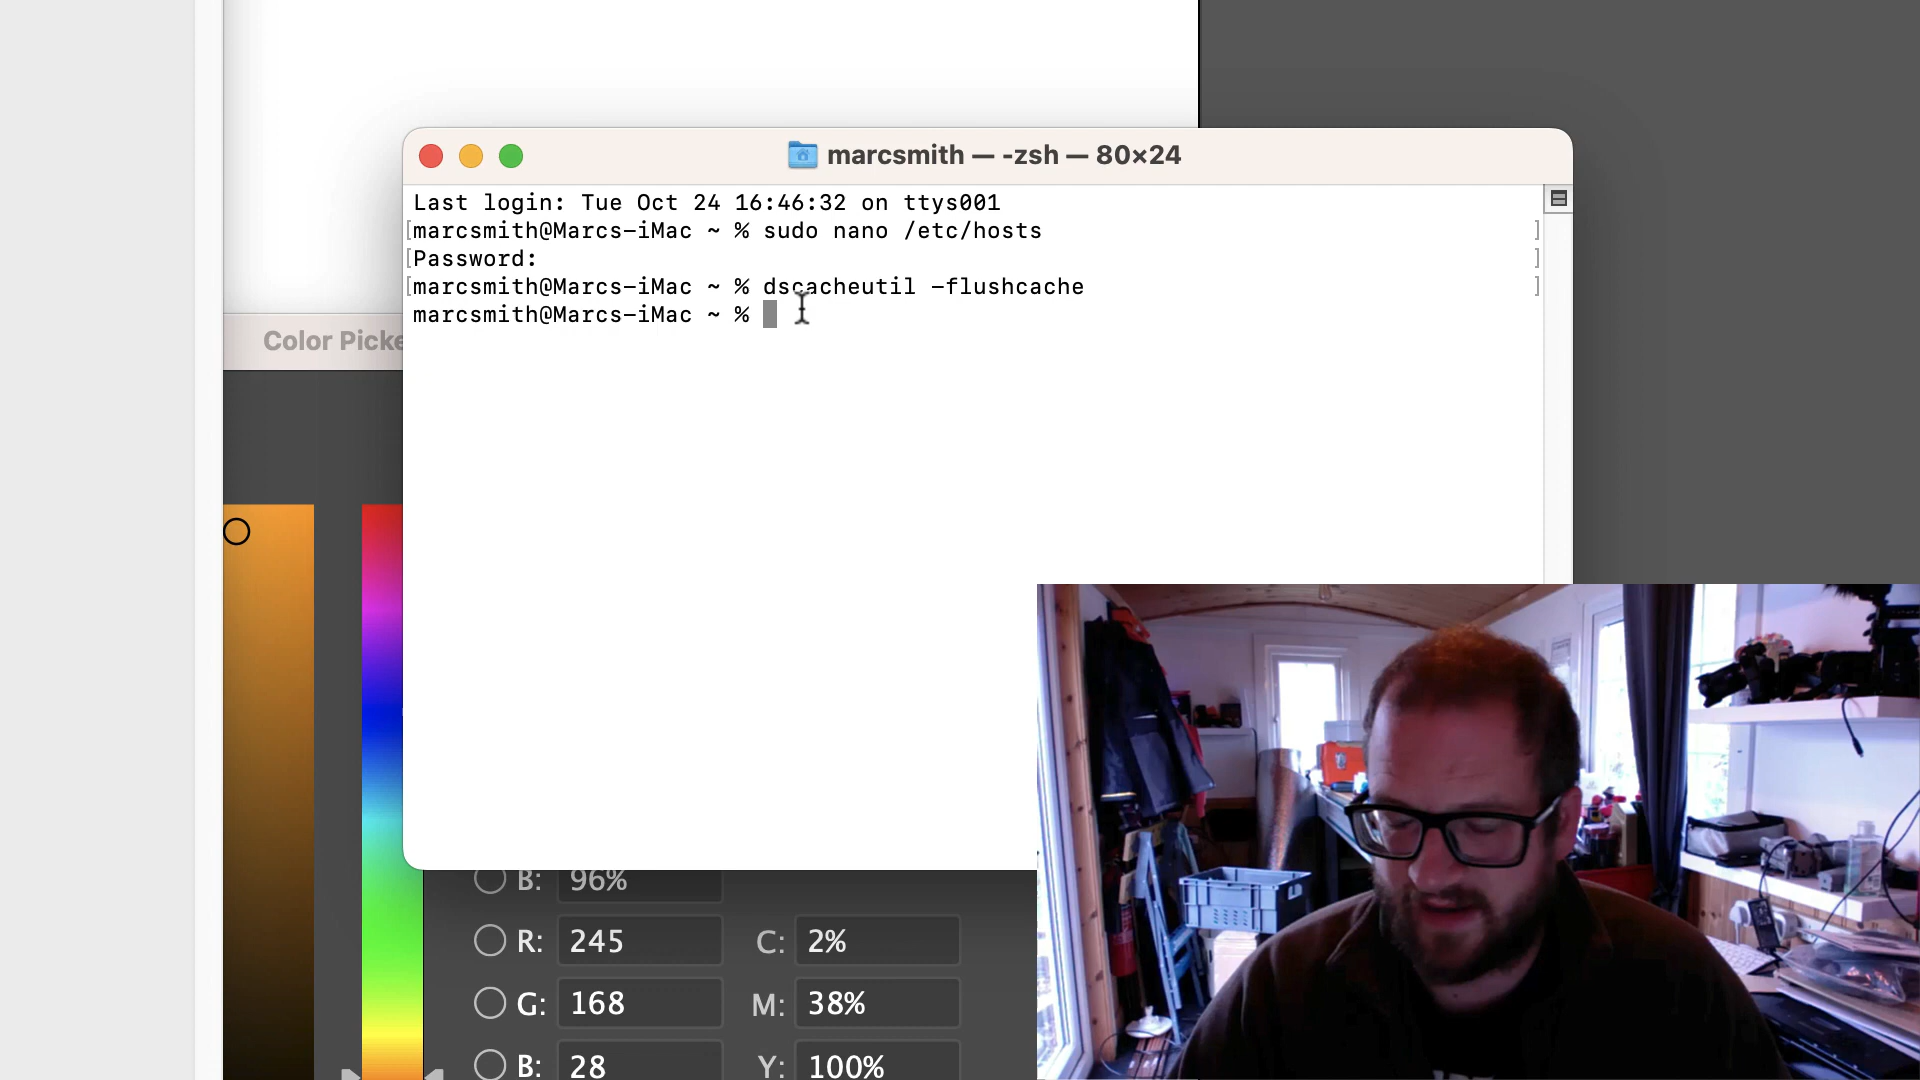 marcsmith — -zsh — 80×24
Last login: Tue Oct 24 16:46:32 on ttys001
[marcsmith@Marcs-iMac ~ % sudo nano /etc/hosts ]
[Password: ]
[marcsmith@Marcs-iMac ~ % dscacheutil -flushcache ]
marcsmith@Marcs-iMac ~ %
Color Picke
B: 96%
R: 245 C: 2%
G: 168 M: 38%
B: 28 Y: 100%